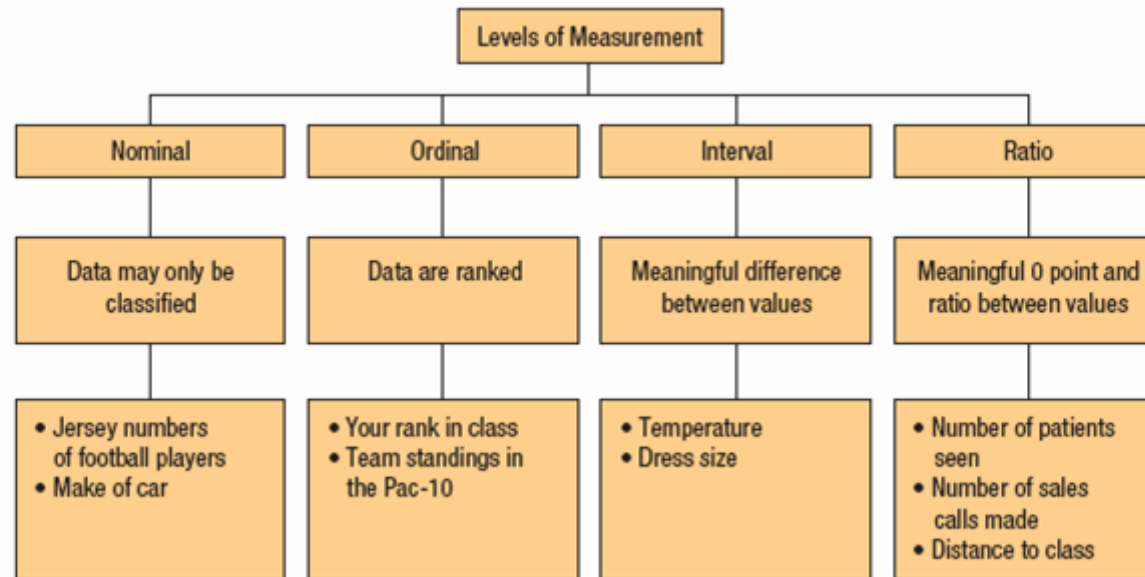 Levels of Measurement
Nominal
Ordinal
Interval
Ratio
Data may only be
classified
Data are ranked
Meaningful difference
between values
Meaningful 0 point and
ratio between values
• Jersey numbers
of football players
• Make of car
• Your rank in class
• Team standings in
the Pac-10
• Temperature
• Dress size
• Number of patients
seen
• Number of sales
calls made
• Distance to class